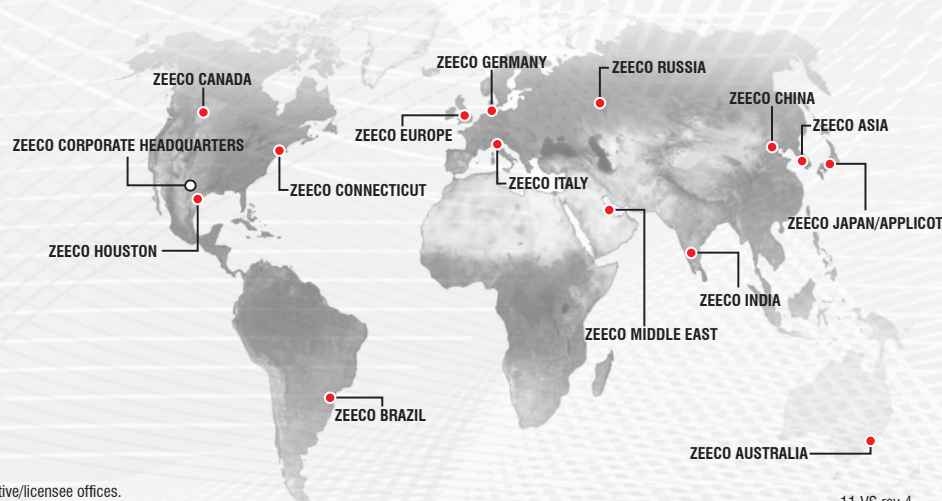 ZEECO GERMANY
ZEECO RUSSIA
ZEECO CANADA
ZEECO CHINA
ZEECO ASIA
ZEECO EUROPE
ZEECO CORPORATE HEADQUARTERS
ZEECO CONNECTICUT
ZEECO ITALY
ZEECO JAPAN/APPLICOT
ZEECO HOUSTON
ZEECO INDIA
ZEECO MIDDLE EAST
ZEECO BRAZIL
ZEECO AUSTRALIA
tive/licensee offices.